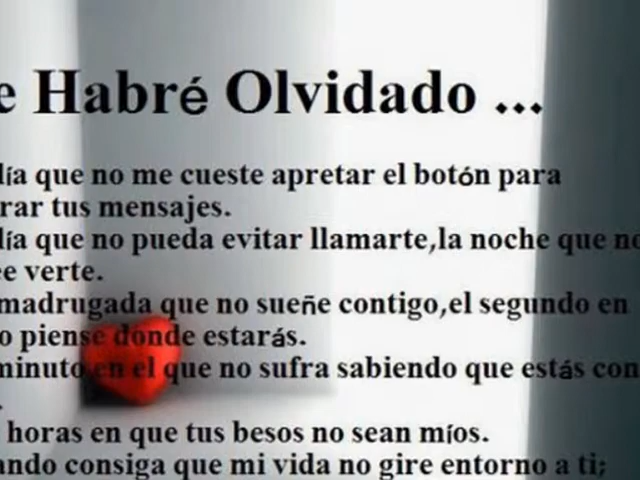 e Habré Olvidado ...
ía que no me cueste apretar el botón para
rar tus mensajes.
ía que no pueda evitar llamarte,la noche que no
e verte.
madrugada que no sueñe contigo,el segundo en
o piense donde estarás.
minuto en el que no sufra sabiendo que estás con
.
horas en que tus besos no sean míos.
ando consiga que mi vida no gire entorno a ti;